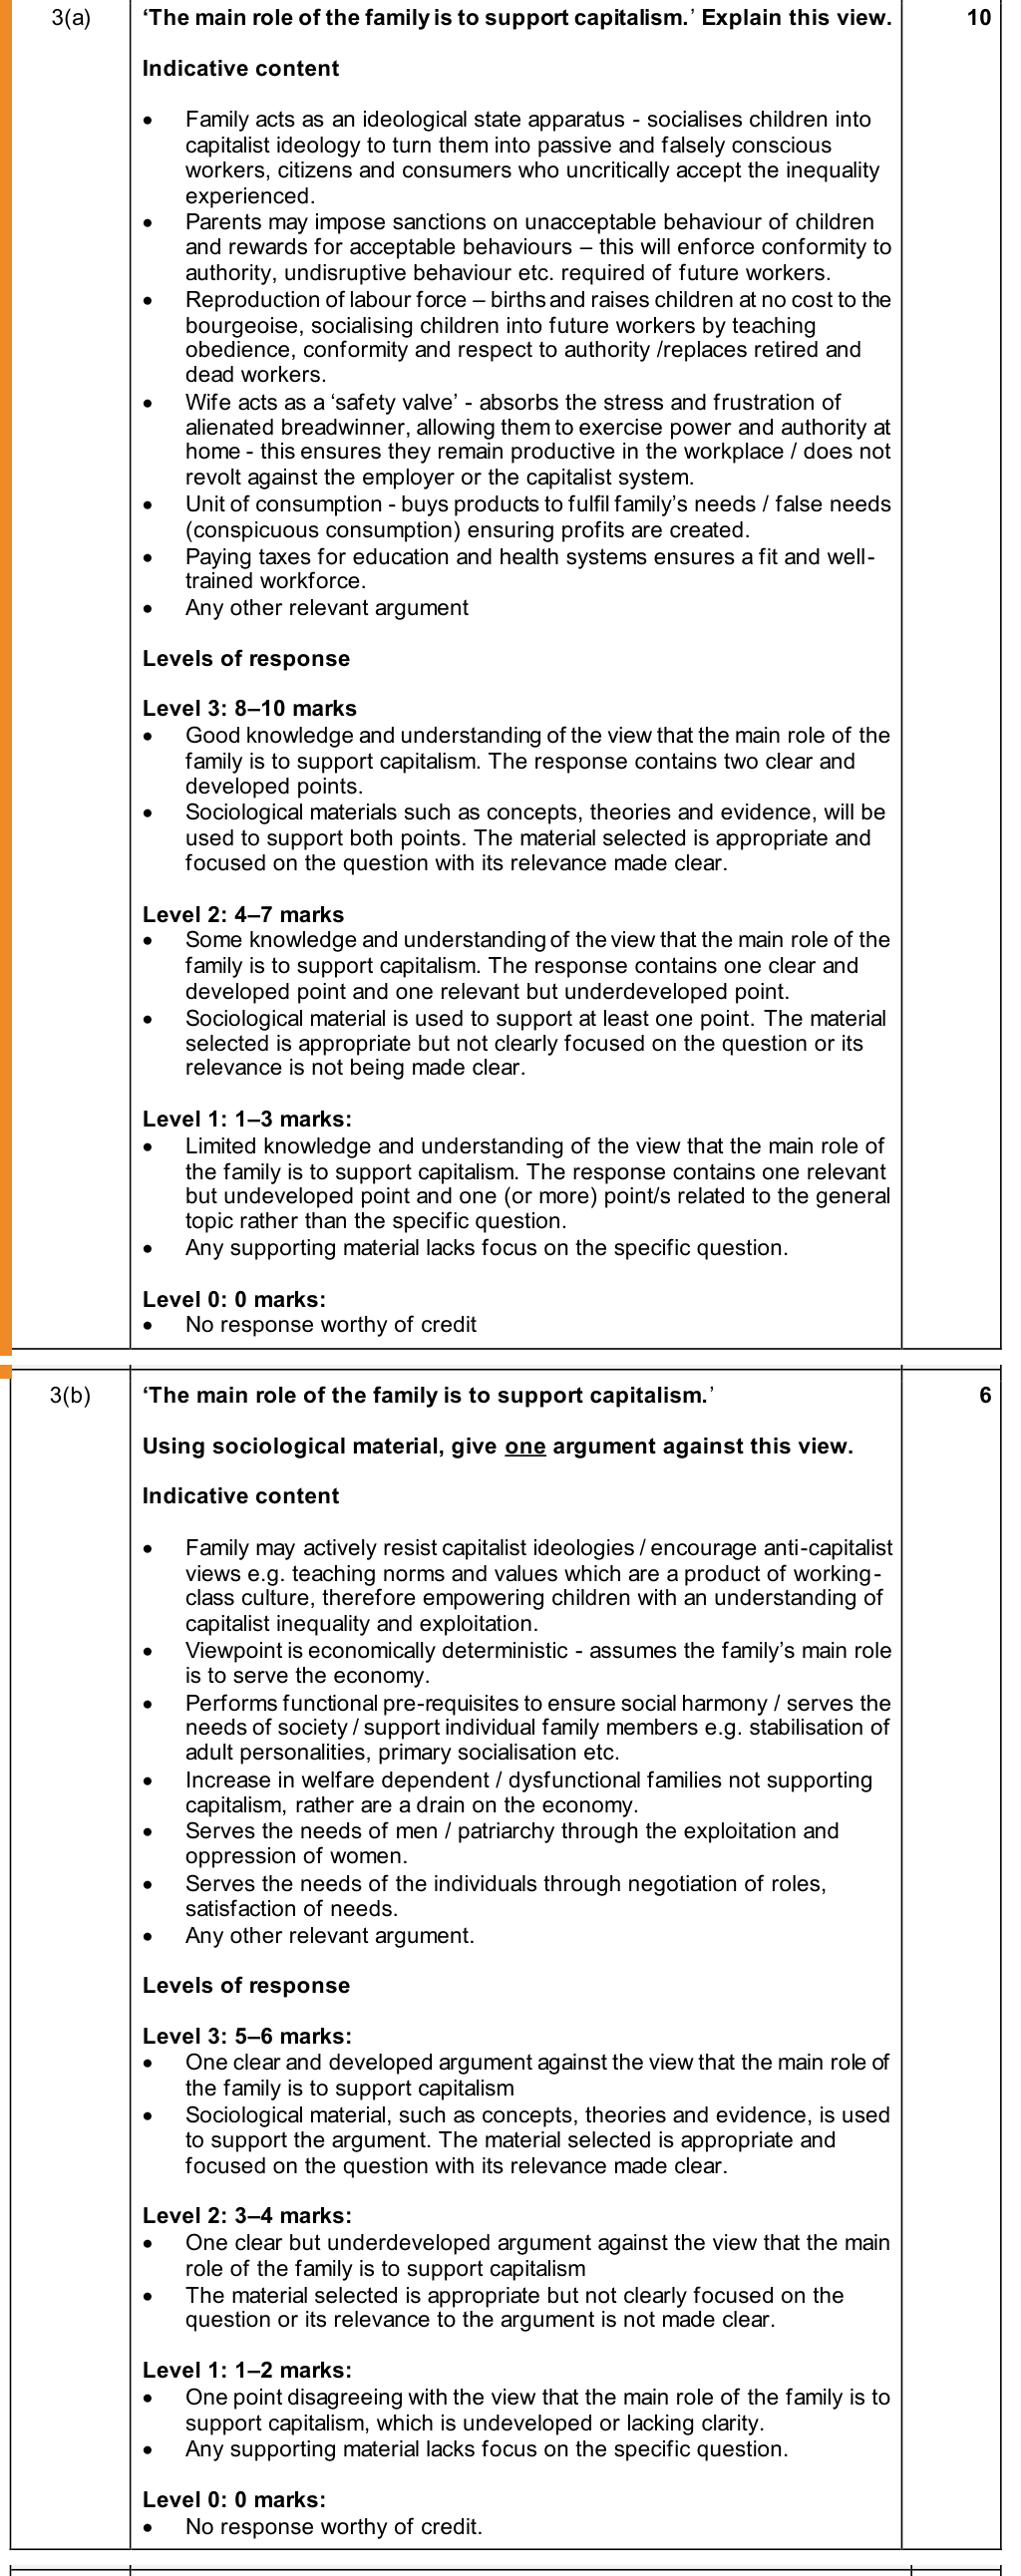 3(a) ‘The main role of the family is to support capitalism.’ Explain this view. 10
Indicative content
• Family acts as an ideological state apparatus - socialises children into
capitalist ideology to turn them into passive and falsely conscious
workers, citizens and consumers who uncritically accept the inequality
experienced.
• Parents may impose sanctions on unacceptable behaviour of children
and rewards for acceptable behaviours – this will enforce conformity to
authority, undisruptive behaviour etc. required of future workers.
• Reproduction of labour force – births and raises children at no cost to the
bourgeoise, socialising children into future workers by teaching
obedience, conformity and respect to authority /replaces retired and
dead workers.
• Wife acts as a ‘safety valve’ - absorbs the stress and frustration of
alienated breadwinner, allowing them to exercise power and authority at
home - this ensures they remain productive in the workplace / does not
revolt against the employer or the capitalist system.
• Unit of consumption - buys products to fulfil family’s needs / false needs
(conspicuous consumption) ensuring profits are created.
• Paying taxes for education and health systems ensures a fit and well-
trained workforce.
• Any other relevant argument
Levels of response
Level 3: 8–10 marks
• Good knowledge and understanding of the view that the main role of the
family is to support capitalism. The response contains two clear and
developed points.
• Sociological materials such as concepts, theories and evidence, will be
used to support both points. The material selected is appropriate and
focused on the question with its relevance made clear.
Level 2: 4–7 marks
• Some knowledge and understanding of the view that the main role of the
family is to support capitalism. The response contains one clear and
developed point and one relevant but underdeveloped point.
• Sociological material is used to support at least one point. The material
selected is appropriate but not clearly focused on the question or its
relevance is not being made clear.
Level 1: 1–3 marks:
• Limited knowledge and understanding of the view that the main role of
the family is to support capitalism. The response contains one relevant
but undeveloped point and one (or more) point/s related to the general
topic rather than the specific question.
• Any supporting material lacks focus on the specific question.
Level 0: 0 marks:
• No response worthy of credit
3(b) ‘The main role of the family is to support capitalism.’ 6
Using sociological material, give one argument against this view.
Indicative content
• Family may actively resist capitalist ideologies / encourage anti-capitalist
views e.g. teaching norms and values which are a product of working-
class culture, therefore empowering children with an understanding of
capitalist inequality and exploitation.
• Viewpoint is economically deterministic - assumes the family’s main role
is to serve the economy.
• Performs functional pre-requisites to ensure social harmony / serves the
needs of society / support individual family members e.g. stabilisation of
adult personalities, primary socialisation etc.
• Increase in welfare dependent / dysfunctional families not supporting
capitalism, rather are a drain on the economy.
• Serves the needs of men / patriarchy through the exploitation and
oppression of women.
• Serves the needs of the individuals through negotiation of roles,
satisfaction of needs.
• Any other relevant argument.
Levels of response
Level 3: 5–6 marks:
• One clear and developed argument against the view that the main role of
the family is to support capitalism
• Sociological material, such as concepts, theories and evidence, is used
to support the argument. The material selected is appropriate and
focused on the question with its relevance made clear.
Level 2: 3–4 marks:
• One clear but underdeveloped argument against the view that the main
role of the family is to support capitalism
• The material selected is appropriate but not clearly focused on the
question or its relevance to the argument is not made clear.
Level 1: 1–2 marks:
• One point disagreeing with the view that the main role of the family is to
support capitalism, which is undeveloped or lacking clarity.
• Any supporting material lacks focus on the specific question.
Level 0: 0 marks:
• No response worthy of credit.